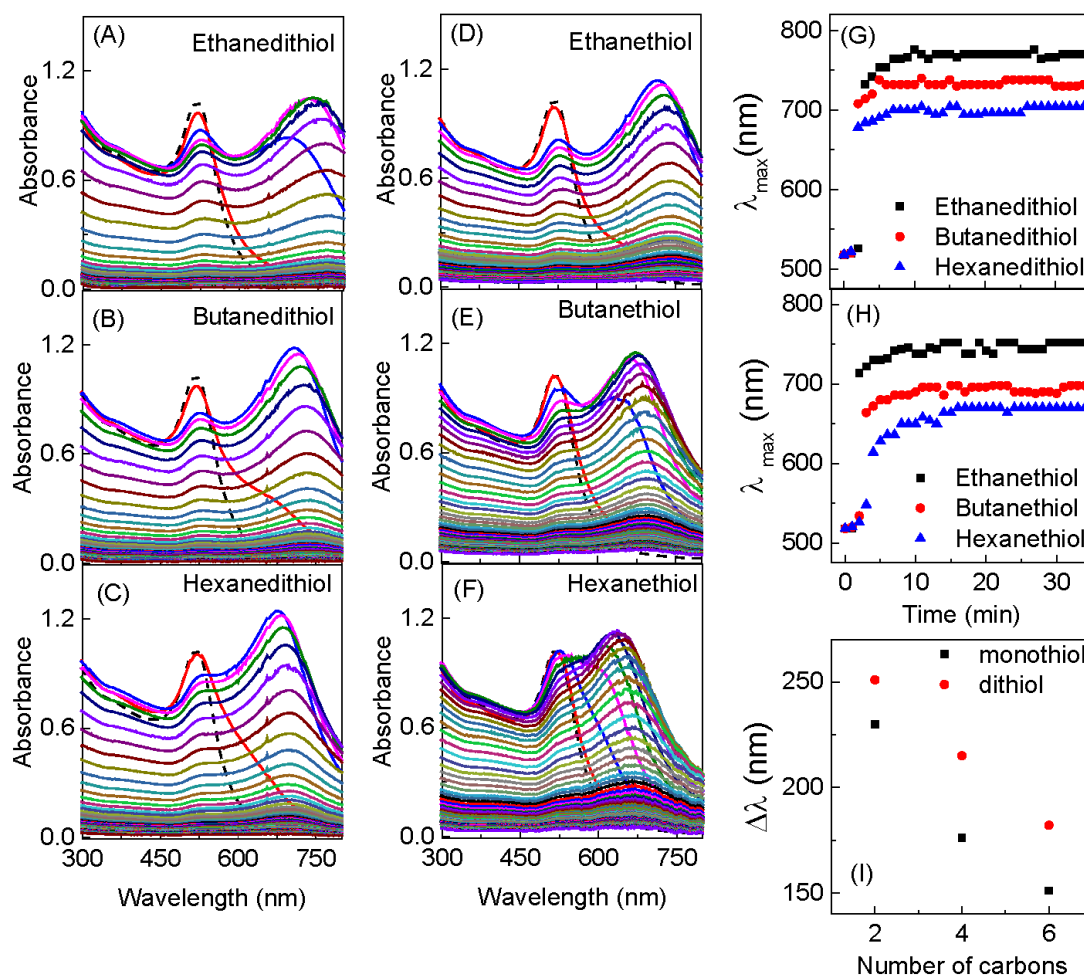 (A)
Ethanedithiol
1.2
0.6
0.0
Absorbance
(B)
Butanedithiol
1.2
0.6
0.0
Absorbance
(C)
Hexanedithiol
1.2
0.6
0.0
Absorbance
300 450 600 750
Wavelength (nm)
(D)
Ethanethiol
Absorbance
1.2
0.6
0.0
(E)
Butanethiol
Absorbance
1.2
0.6
0.0
(F)
Hexanethiol
Absorbance
1.2
0.6
0.0
300 450 600 750
Wavelength (nm)
(G)
800
700
600
500
λmax(nm)
Ethanedithiol
Butanedithiol
Hexanedithiol
(H)
800
700
600
500
λ max (nm)
Ethanethiol
Butanethiol
Hexanethiol
0 10 20 30
Time (min)
monothiol
dithiol
250
200
150
Δλ (nm)
(I)
2 4 6
Number of carbons